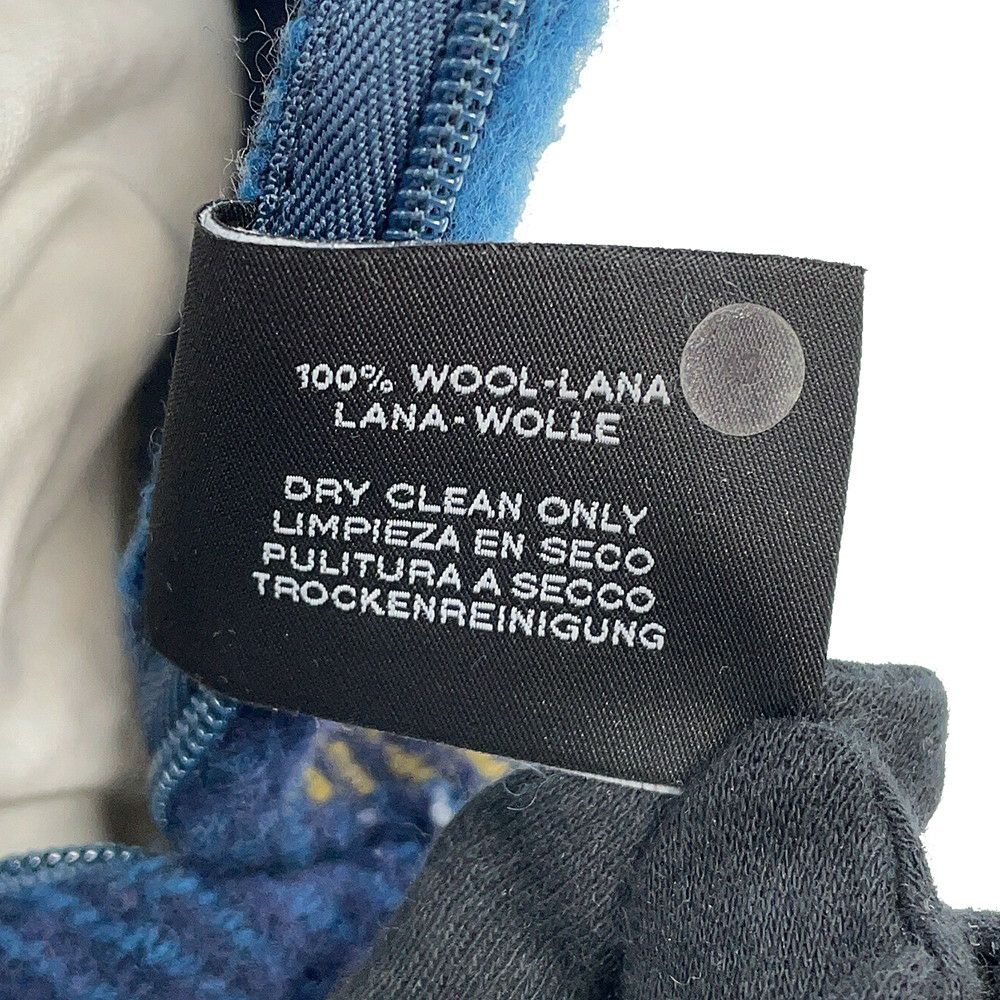 100% WOOL-LANA
LANA-WOLLE
DRY CLEAN ONLY
LIMPIEZA EN SECO
PULITURA A SECCO
TROCKENREINIGUNG